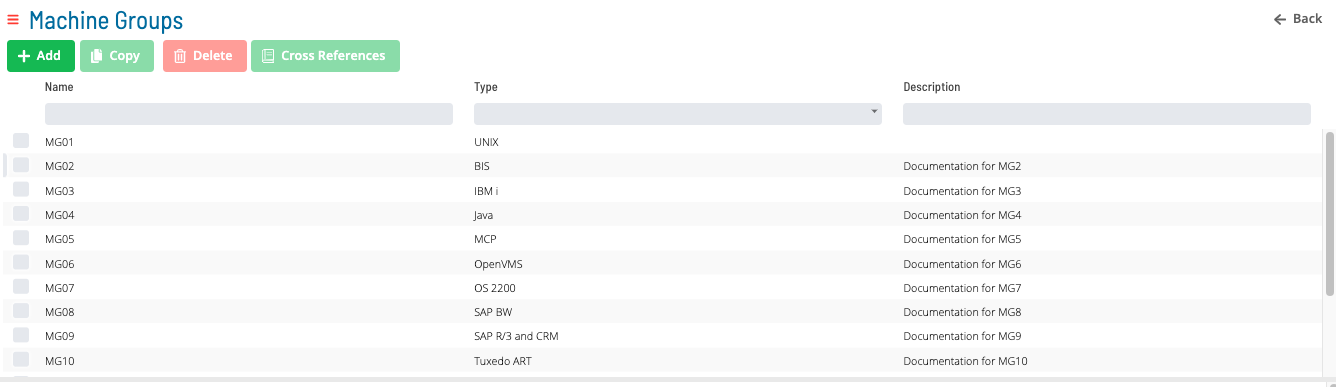 Machine Groups
Back
Add Copy Delete Cross References
Name Type Description
MG01 UNIX
MG02 BIS Documentation for MG2
MG03 IBM i Documentation for MG3
MG04 Java Documentation for MG4
MG05 MCP Documentation for MG5
MG06 OpenVMS Documentation for MG6
MG07 OS 2200 Documentation for MG7
MG08 SAP BW Documentation for MG8
MG09 SAP R/3 and CRM Documentation for MG9
MG10 Tuxedo ART Documentation for MG10